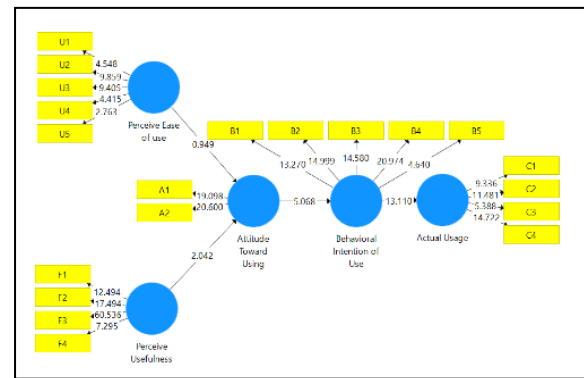 U1
U2
U3
U4
U5
4.548
9.859
9.405
4.415
2.763
Perceive Ease
of use
0.949
B1
B2
B3
B4
B5
13.270
14.999
14.580
20.974
4.640
A1
A2
19.098
20.600
Attitude
Toward
Using
5.068
Behavioral
Intention of
Use
13.110
Actual Usage
9.336
11.481
5.388
14.722
C1
C2
C3
C4
2.042
F1
F2
F3
F4
12.494
17.494
60.536
7.295
Perceive
Usefulness